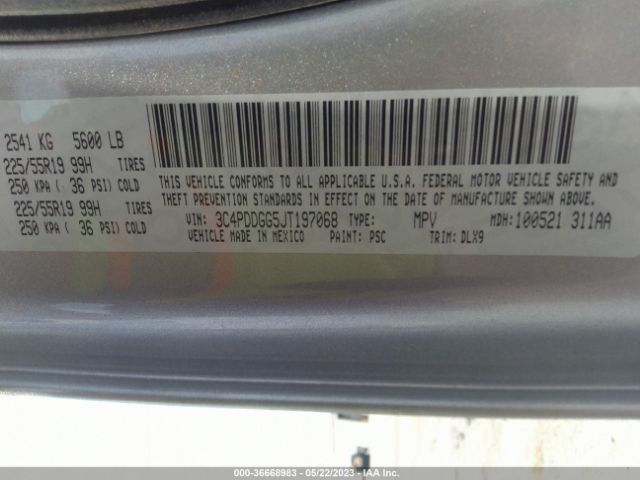 2541 KG 5600 LB
225/55R19 99H TIRES
250 KPA ( 36 PSI) COLD
225/55R19 99H TIRES
250 KPA ( 36 PSI) COLD
THIS VEHICLE CONFORMS TO ALL APPLICABLE U.S.A. FEDERAL MOTOR VEHICLE SAFETY AND
THEFT PREVENTION STANDARDS IN EFFECT ON THE DATE OF MANUFACTURE SHOWN ABOVE.
VIN: 3C4PDDGG5JT197068 TYPE: MPV MDH:100521 311AA
VEHICLE MADE IN MEXICO PAINT: PSC TRIM: DLX9
000-36668983 - 05/22/2023 - IAA.